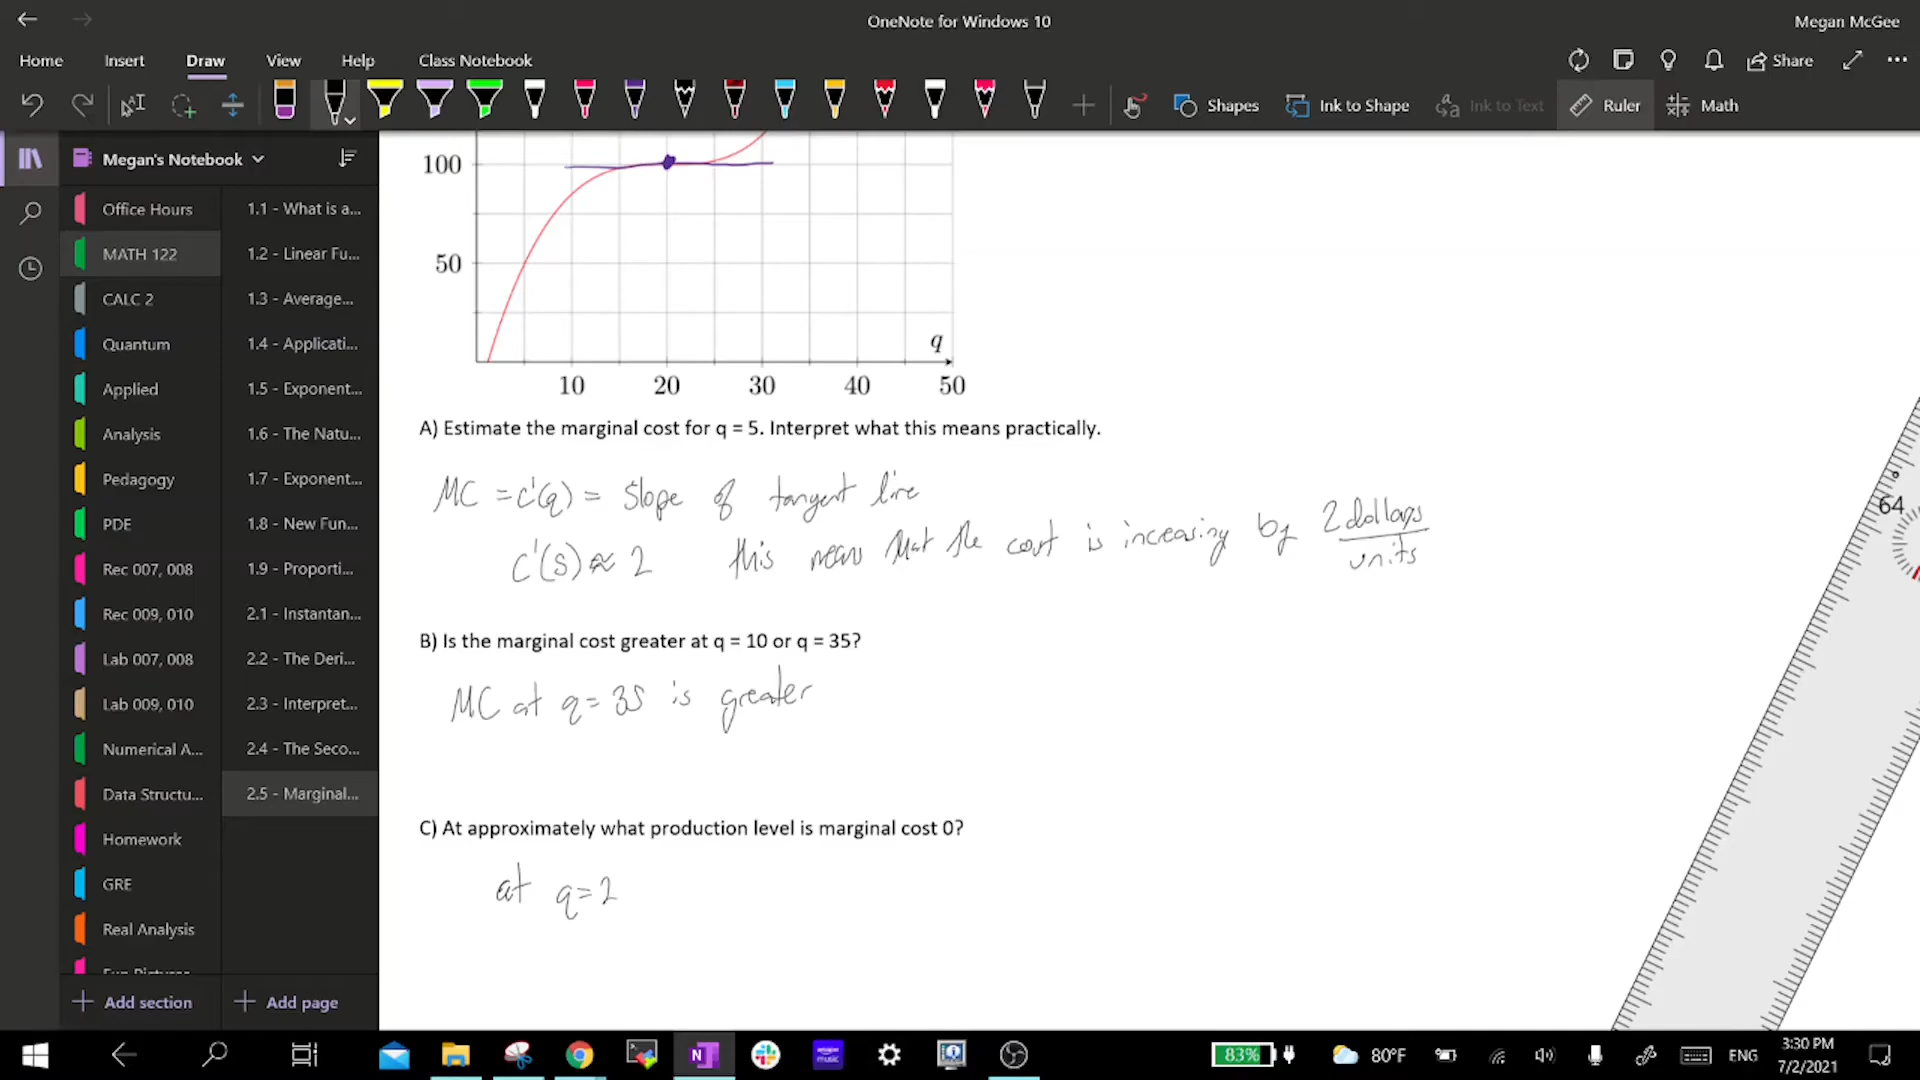 OneNote for Windows 10
Megan McGee
Home Insert Draw View Help Class Notebook
Share
Shapes Ink to Shape Ink to Text Ruler Math
Megan's Notebook
Office Hours
MATH 122
CALC 2
Quantum
Applied
Analysis
Pedagogy
PDE
Rec 007, 008
Rec 009, 010
Lab 007, 008
Lab 009, 010
Numerical A...
Data Structu...
Homework
GRE
Real Analysis
Add section
1.1 - What is a...
1.2 - Linear Fu...
1.3 - Average...
1.4 - Applicati...
1.5 - Exponent...
1.6 - The Natu...
1.7 - Exponent...
1.8 - New Fun...
1.9 - Proporti...
2.1 - Instantan...
2.2 - The Deri...
2.3 - Interpret...
2.4 - The Seco...
2.5 - Marginal...
Add page
100
50
q
10 20 30 40 50
A) Estimate the marginal cost for q = 5. Interpret what this means practically.
MC = C'(q) = slope of tangent line
C'(5) ≈ 2 this means that the cost is increasing by 2 dollars/units
B) Is the marginal cost greater at q = 10 or q = 35?
MC at q = 35 is greater
C) At approximately what production level is marginal cost 0?
at q = 2
64°
83%
80°F
ENG
3:30 PM
7/2/2021